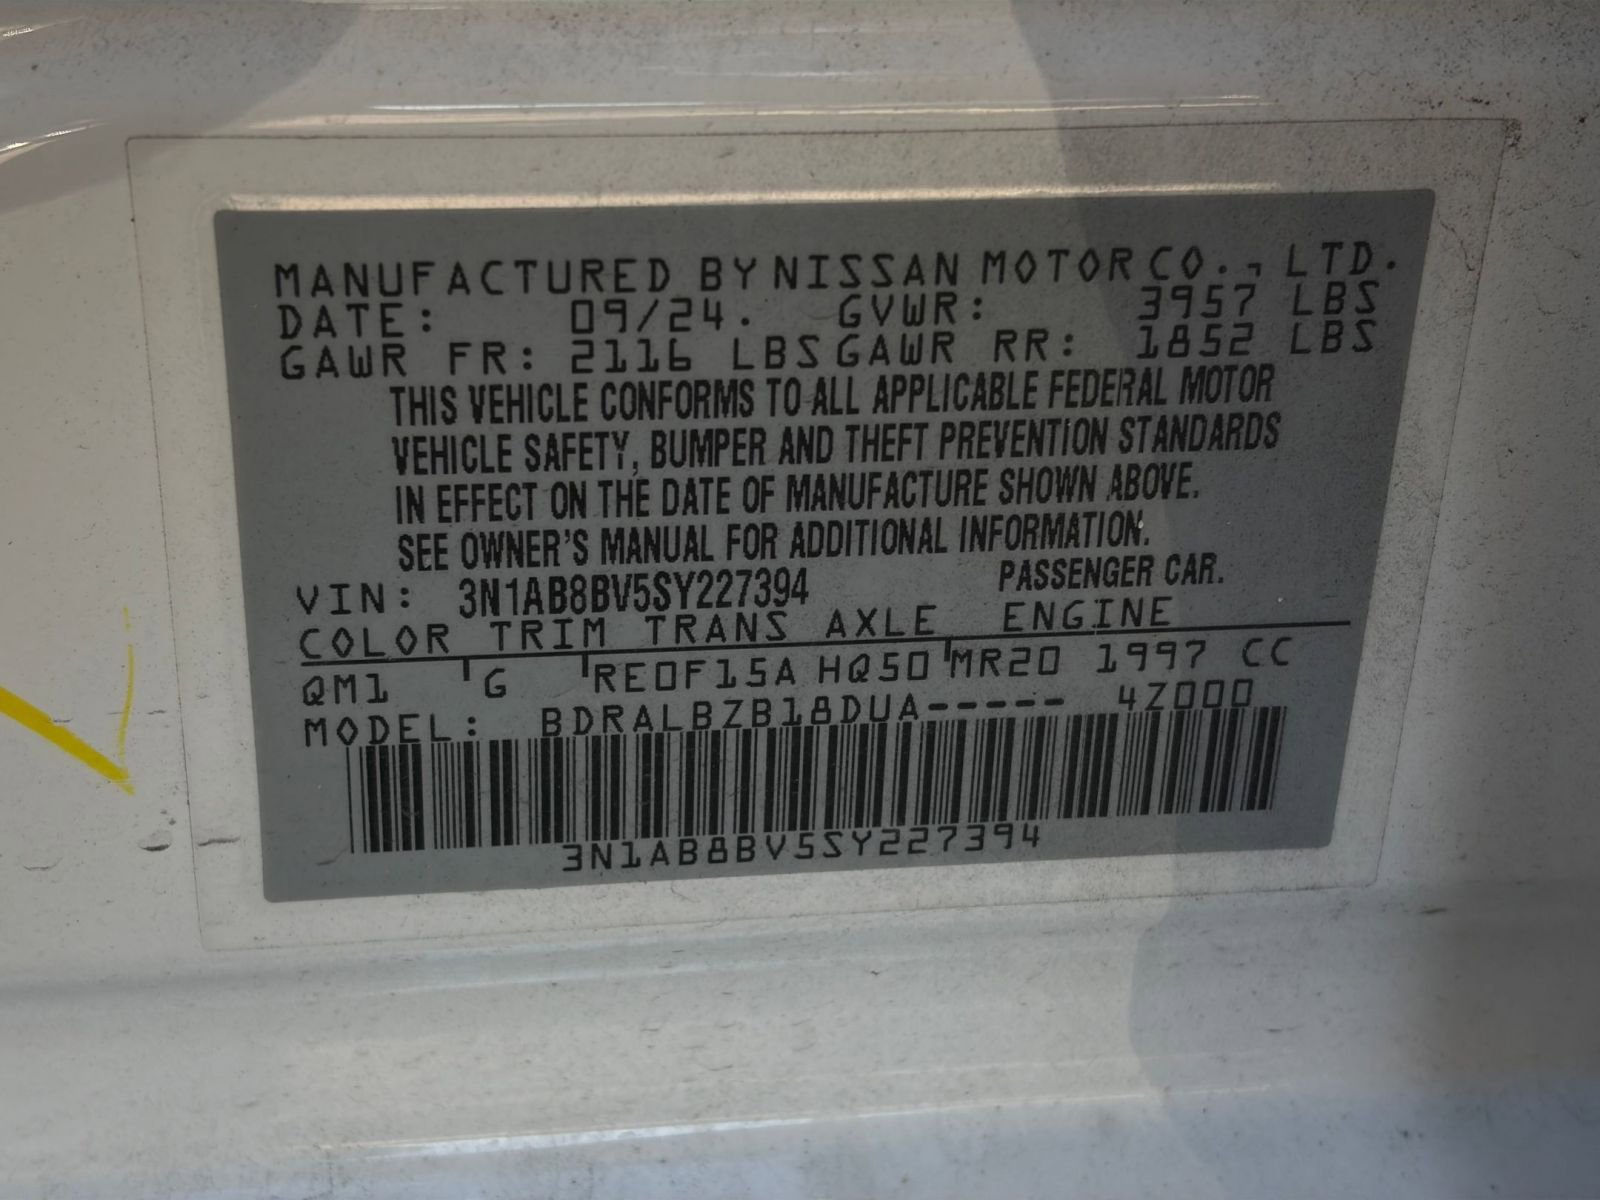 MANUFACTURED BY NISSAN MOTOR CO., LTD.
DATE: 09/24. GVWR: 3957 LBS
GAWR FR: 2116 LBS GAWR RR: 1852 LBS
THIS VEHICLE CONFORMS TO ALL APPLICABLE FEDERAL MOTOR
VEHICLE SAFETY, BUMPER AND THEFT PREVENTION STANDARDS
IN EFFECT ON THE DATE OF MANUFACTURE SHOWN ABOVE.
SEE OWNER'S MANUAL FOR ADDITIONAL INFORMATION.
VIN: 3N1AB8BV5SY227394 PASSENGER CAR.
COLOR TRIM TRANS AXLE ENGINE
QM1 G RE0F15A HQ50 MR20 1997 CC
MODEL: BDRALBZB18DUA----- 4Z000
3N1AB8BV5SY227394